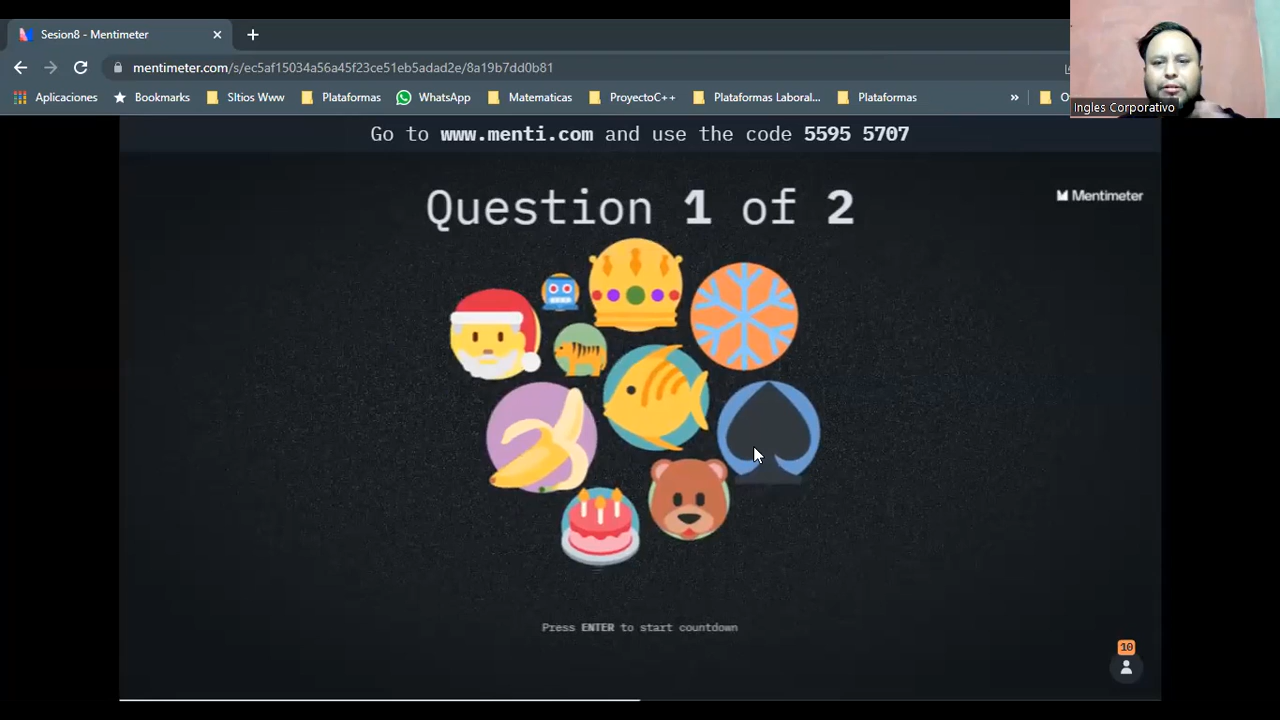 Sesion8 - Mentimeter
mentimeter.com/s/ec5af15034a56a45f23ce51eb5adad2e/8a19b7dd0b81
Aplicaciones Bookmarks SItios Www Plataformas WhatsApp Matematicas ProyectoC++ Plataformas Laboral... Plataformas » O
Ingles Corporativo
Go to www.menti.com and use the code 5595 5707
Question 1 of 2
Mentimeter
Press ENTER to start countdown
10